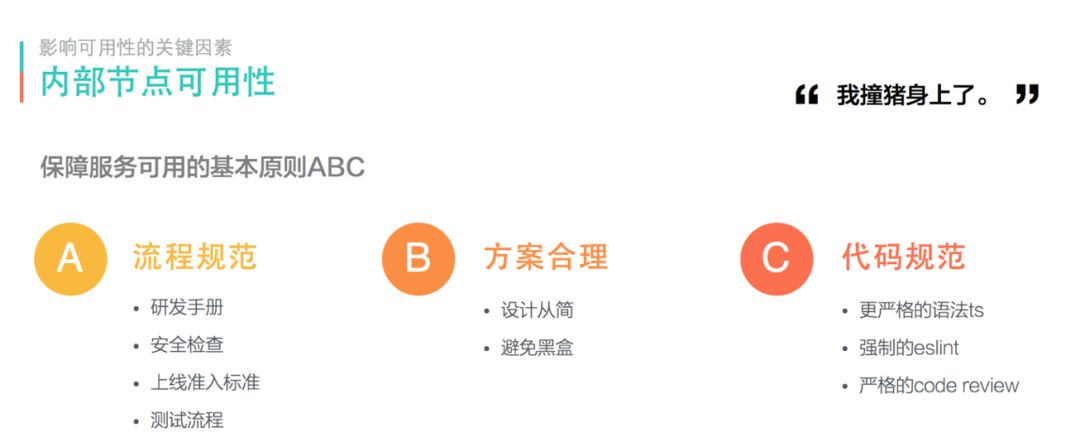 影响可用性的关键因素
内部节点可用性
“ 我撞猪身上了。 ”
保障服务可用的基本原则ABC
A 流程规范
• 研发手册
• 安全检查
• 上线准入标准
• 测试流程
B 方案合理
• 设计从简
• 避免黑盒
C 代码规范
• 更严格的语法ts
• 强制的eslint
• 严格的code review